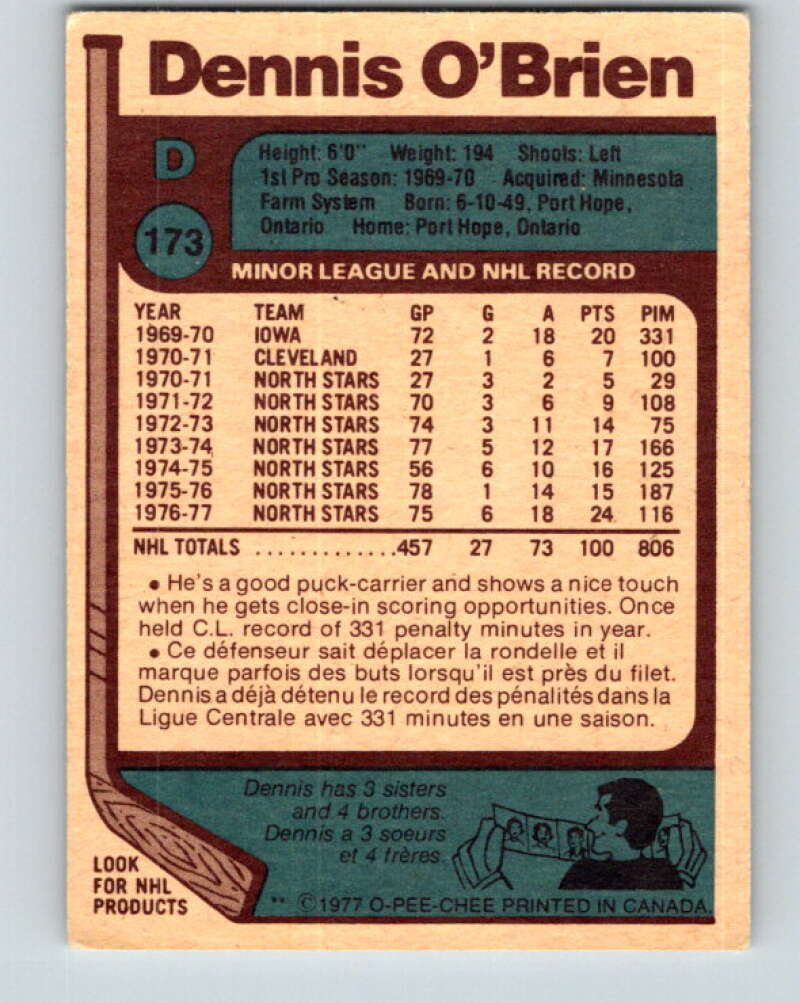 Dennis O'Brien
D
Height: 6'0" Weight: 194 Shoots: Left
1st Pro Season: 1969-70 Acquired: Minnesota
Farm System Born: 6-10-49, Port Hope,
Ontario Home: Port Hope, Ontario
173
MINOR LEAGUE AND NHL RECORD
YEAR TEAM GP G A PTS PIM
1969-70 IOWA 72 2 18 20 331
1970-71 CLEVELAND 27 1 6 7 100
1970-71 NORTH STARS 27 3 2 5 29
1971-72 NORTH STARS 70 3 6 9 108
1972-73 NORTH STARS 74 3 11 14 75
1973-74 NORTH STARS 77 5 12 17 166
1974-75 NORTH STARS 56 6 10 16 125
1975-76 NORTH STARS 78 1 14 15 187
1976-77 NORTH STARS 75 6 18 24 116
NHL TOTALS .............457 27 73 100 806
• He's a good puck-carrier and shows a nice touch
when he gets close-in scoring opportunities. Once
held C.L. record of 331 penalty minutes in year.
• Ce défenseur sait déplacer la rondelle et il
marque parfois des buts lorsqu'il est près du filet.
Dennis a déjà détenu le record des pénalités dans la
Ligue Centrale avec 331 minutes en une saison.
Dennis has 3 sisters
and 4 brothers.
Dennis a 3 soeurs
et 4 frères.
LOOK
FOR NHL
PRODUCTS
** ©1977 O-PEE-CHEE PRINTED IN CANADA.